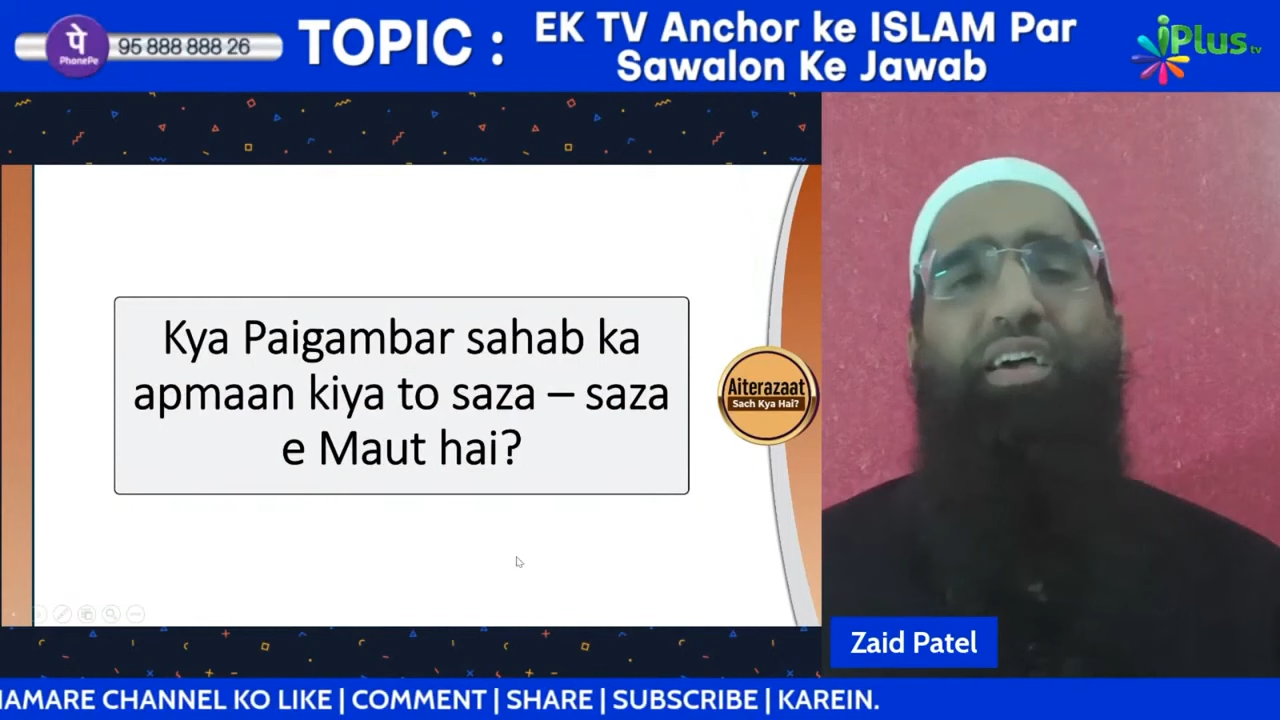 पे
PhonePe
95 888 888 26
TOPIC :
EK TV Anchor ke ISLAM Par
Sawalon Ke Jawab
iPlus tv
Kya Paigambar sahab ka
apmaan kiya to saza – saza
e Maut hai?
Aiterazaat
Sach Kya Hai?
Zaid Patel
HAMARE CHANNEL KO LIKE | COMMENT | SHARE | SUBSCRIBE | KAREIN.